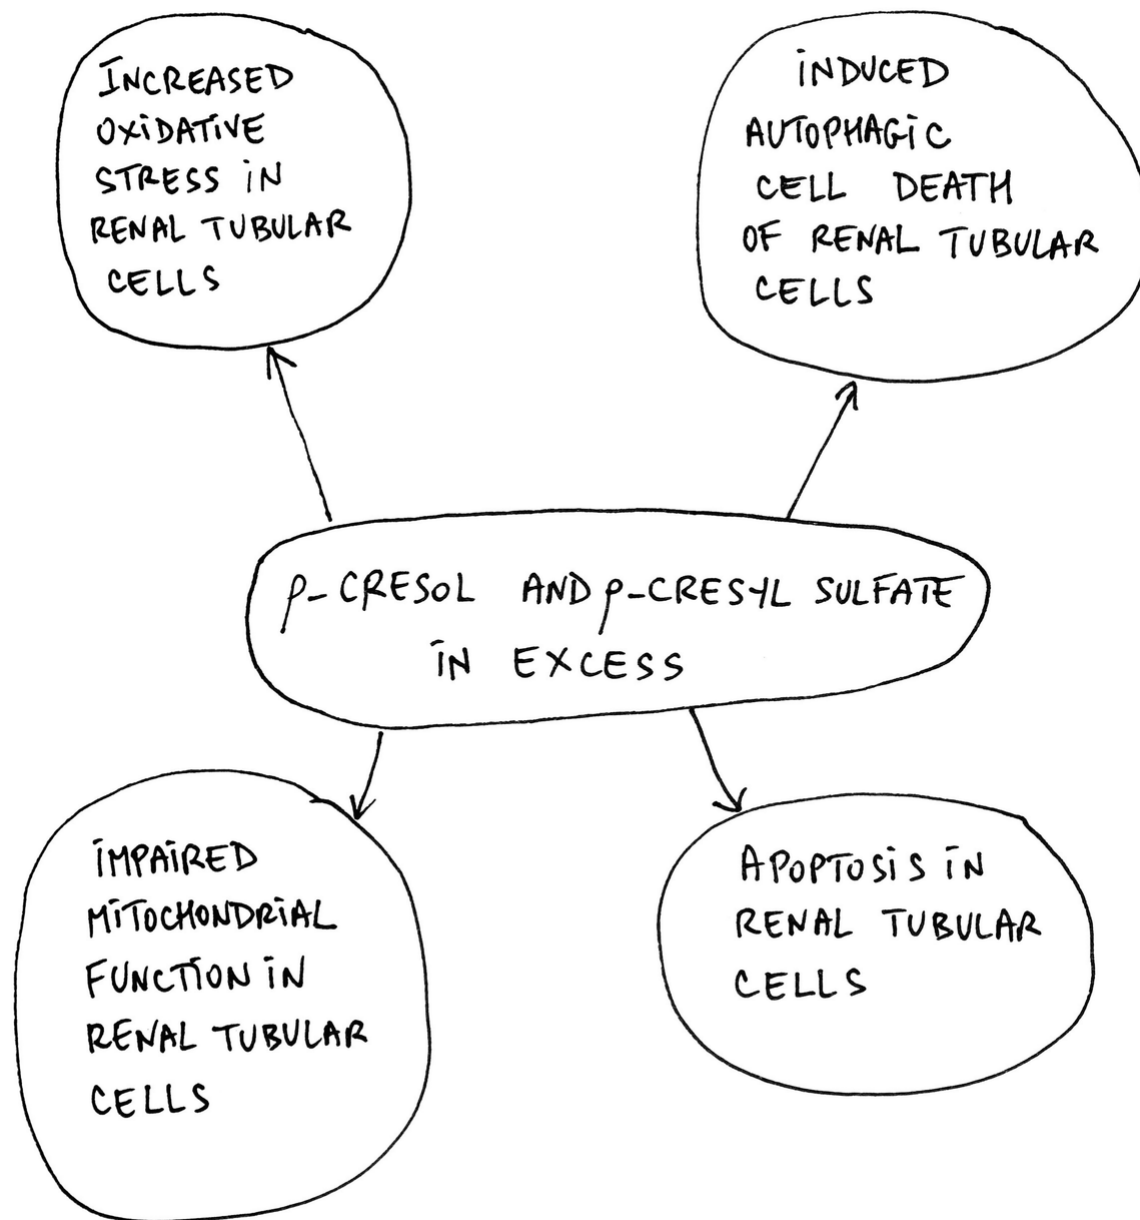 INCREASED
OXIDATIVE
STRESS IN
RENAL TUBULAR
CELLS
INDUCED
AUTOPHAGIC
CELL DEATH
OF RENAL TUBULAR
CELLS
p-CRESOL AND p-CRESYL SULFATE
IN EXCESS
IMPAIRED
MITOCHONDRIAL
FUNCTION IN
RENAL TUBULAR
CELLS
APOPTOSIS IN
RENAL TUBULAR
CELLS